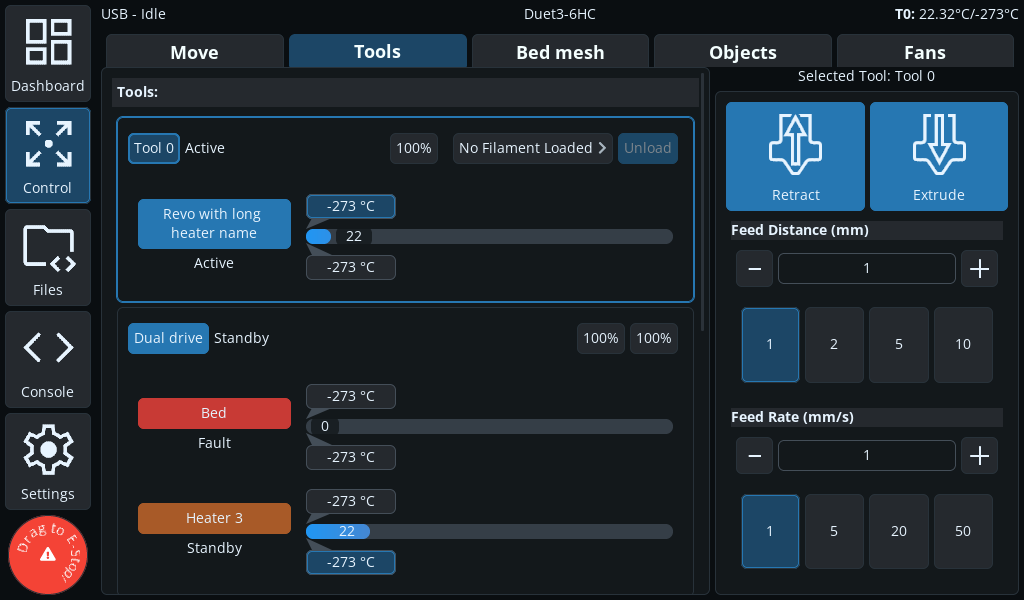 USB - Idle
Duet3-6HC
T0: 22.32°C/-273°C
Dashboard
Control
Files
Console
Settings
Drag to E-Stop!
Move
Tools
Bed mesh
Objects
Fans
Tools:
Tool 0
Active
100%
No Filament Loaded
Unload
Revo with long
heater name
Active
-273 °C
22
-273 °C
Dual drive
Standby
100%
100%
Bed
Fault
-273 °C
0
-273 °C
Heater 3
Standby
-273 °C
22
-273 °C
Selected Tool: Tool 0
Retract
Extrude
Feed Distance (mm)
1
1
2
5
10
Feed Rate (mm/s)
1
1
5
20
50